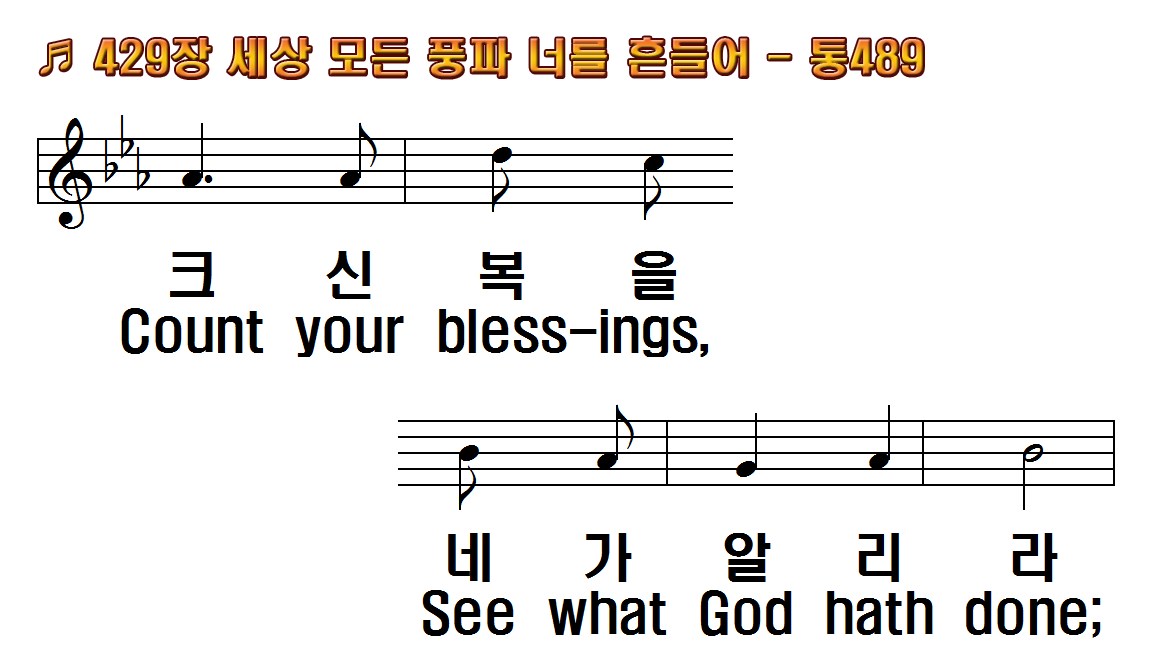 ♬ 429장 세상 모든 풍파 너를 흔들어 - 통489
크 신 복 을
Count your bless-ings,
네 가 알 리 라
See what God hath done;